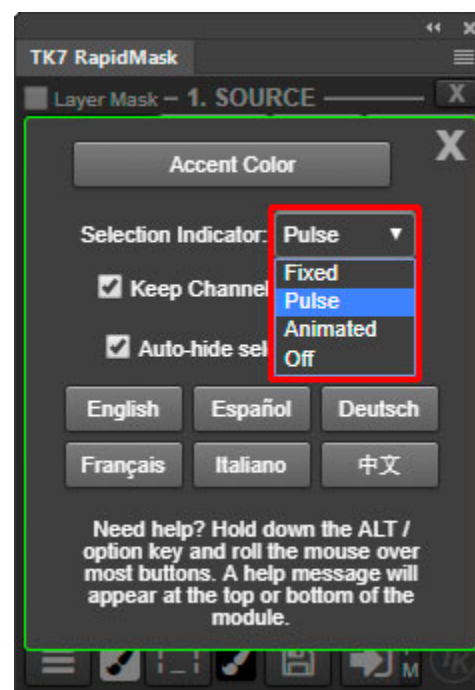 TK7 RapidMask
Layer Mask – 1. SOURCE
X
X
Accent Color
Selection Indicator: Pulse
Fixed
Pulse
Animated
Off
Keep Channel
Auto-hide sel
English Español Deutsch
Français Italiano 中文
Need help? Hold down the ALT /
option key and roll the mouse over
most buttons. A help message will
appear at the top or bottom of the
module.
M